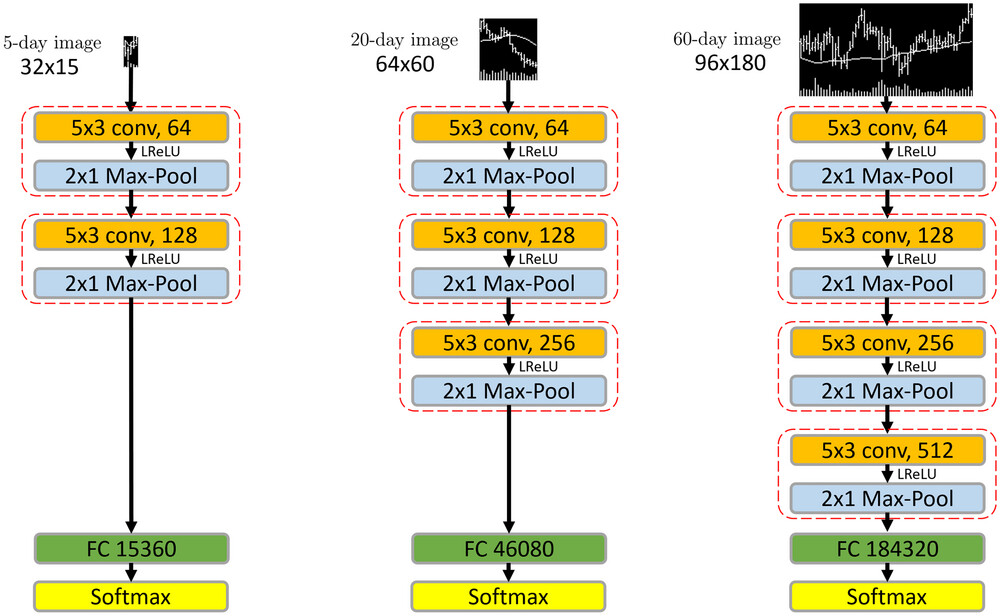 5-day image
32x15
5x3 conv, 64
LReLU
2x1 Max-Pool
5x3 conv, 128
LReLU
2x1 Max-Pool
FC 15360
Softmax
20-day image
64x60
5x3 conv, 64
LReLU
2x1 Max-Pool
5x3 conv, 128
LReLU
2x1 Max-Pool
5x3 conv, 256
LReLU
2x1 Max-Pool
FC 46080
Softmax
60-day image
96x180
5x3 conv, 64
LReLU
2x1 Max-Pool
5x3 conv, 128
LReLU
2x1 Max-Pool
5x3 conv, 256
LReLU
2x1 Max-Pool
5x3 conv, 512
LReLU
2x1 Max-Pool
FC 184320
Softmax